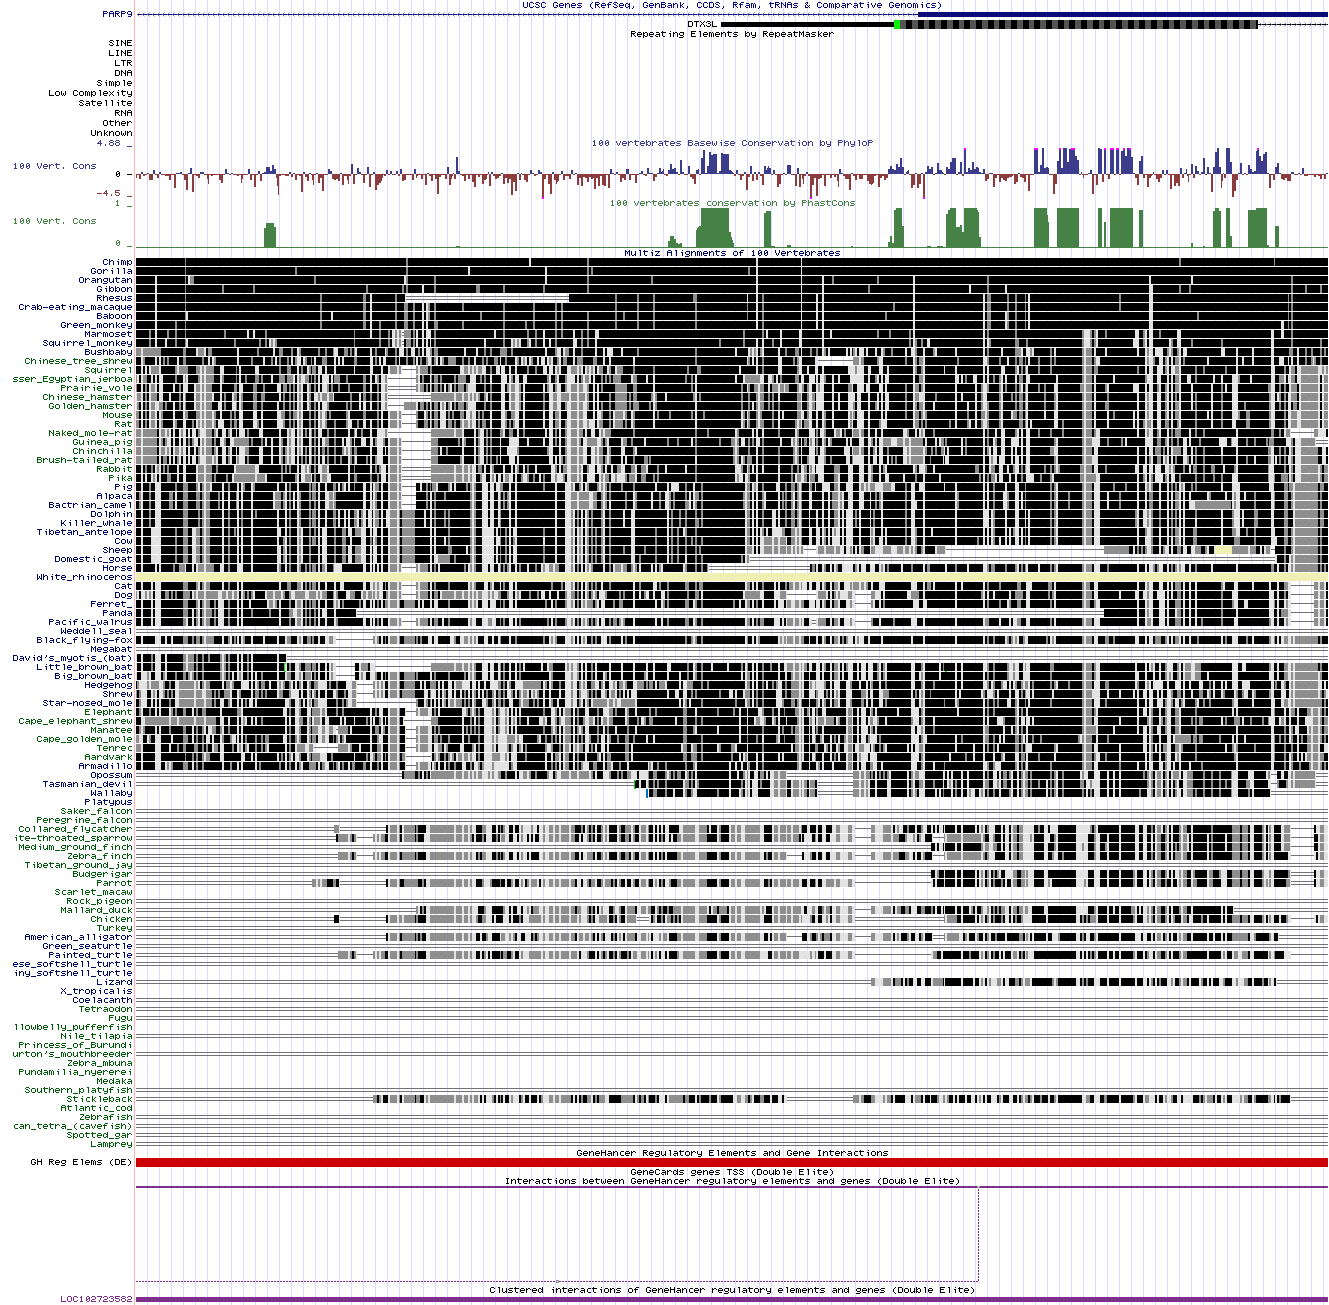 UCSC Genes (RefSeq, GenBank, CCDS, Rfam, tRNAs & Comparative Genomics)
PARP9
DTX3L
Repeating Elements by RepeatMasker
SINE
LINE
LTR
DNA
Simple
Low Complexity
Satellite
RNA
Other
Unknown
4.88 _
100 vertebrates Basewise Conservation by PhyloP
100 Vert. Cons
0 -
-4.5 _
1 _
100 vertebrates conservation by PhastCons
100 Vert. Cons
0 _
Multiz Alignments of 100 Vertebrates
Chimp
Gorilla
Orangutan
Gibbon
Rhesus
Crab-eating_macaque
Baboon
Green_monkey
Marmoset
Squirrel_monkey
Bushbaby
Chinese_tree_shrew
Squirrel
sser_Egyptian_jerboa
Prairie_vole
Chinese_hamster
Golden_hamster
Mouse
Rat
Naked_mole-rat
Guinea_pig
Chinchilla
Brush-tailed_rat
Rabbit
Pika
Pig
Alpaca
Bactrian_camel
Dolphin
Killer_whale
Tibetan_antelope
Cow
Sheep
Domestic_goat
Horse
White_rhinoceros
Cat
Dog
Ferret_
Panda
Pacific_walrus
Weddell_seal
Black_flying-fox
Megabat
David's_myotis_(bat)
Little_brown_bat
Big_brown_bat
Hedgehog
Shrew
Star-nosed_mole
Elephant
Cape_elephant_shrew
Manatee
Cape_golden_mole
Tenrec
Aardvark
Armadillo
Opossum
Tasmanian_devil
Wallaby
Platypus
Saker_falcon
Peregrine_falcon
Collared_flycatcher
ite-throated_sparrow
Medium_ground_finch
Zebra_finch
Tibetan_ground_jay
Budgerigar
Parrot
Scarlet_macaw
Rock_pigeon
Mallard_duck
Chicken
Turkey
American_alligator
Green_seaturtle
Painted_turtle
ese_softshell_turtle
iny_softshell_turtle
Lizard
X_tropicalis
Coelacanth
Tetraodon
Fugu
llowbelly_pufferfish
Nile_tilapia
Princess_of_Burundi
urton's_mouthbreeder
Zebra_mbuna
Pundamilia_nyererei
Medaka
Southern_platyfish
Stickleback
Atlantic_cod
Zebrafish
can_tetra_(cavefish)
Spotted_gar
Lamprey
GeneHancer Regulatory Elements and Gene Interactions
GH Reg Elems (DE)
GeneCards genes TSS (Double Elite)
Interactions between GeneHancer regulatory elements and genes (Double Elite)
Clustered interactions of GeneHancer regulatory elements and genes (Double Elite)
LOC102723582